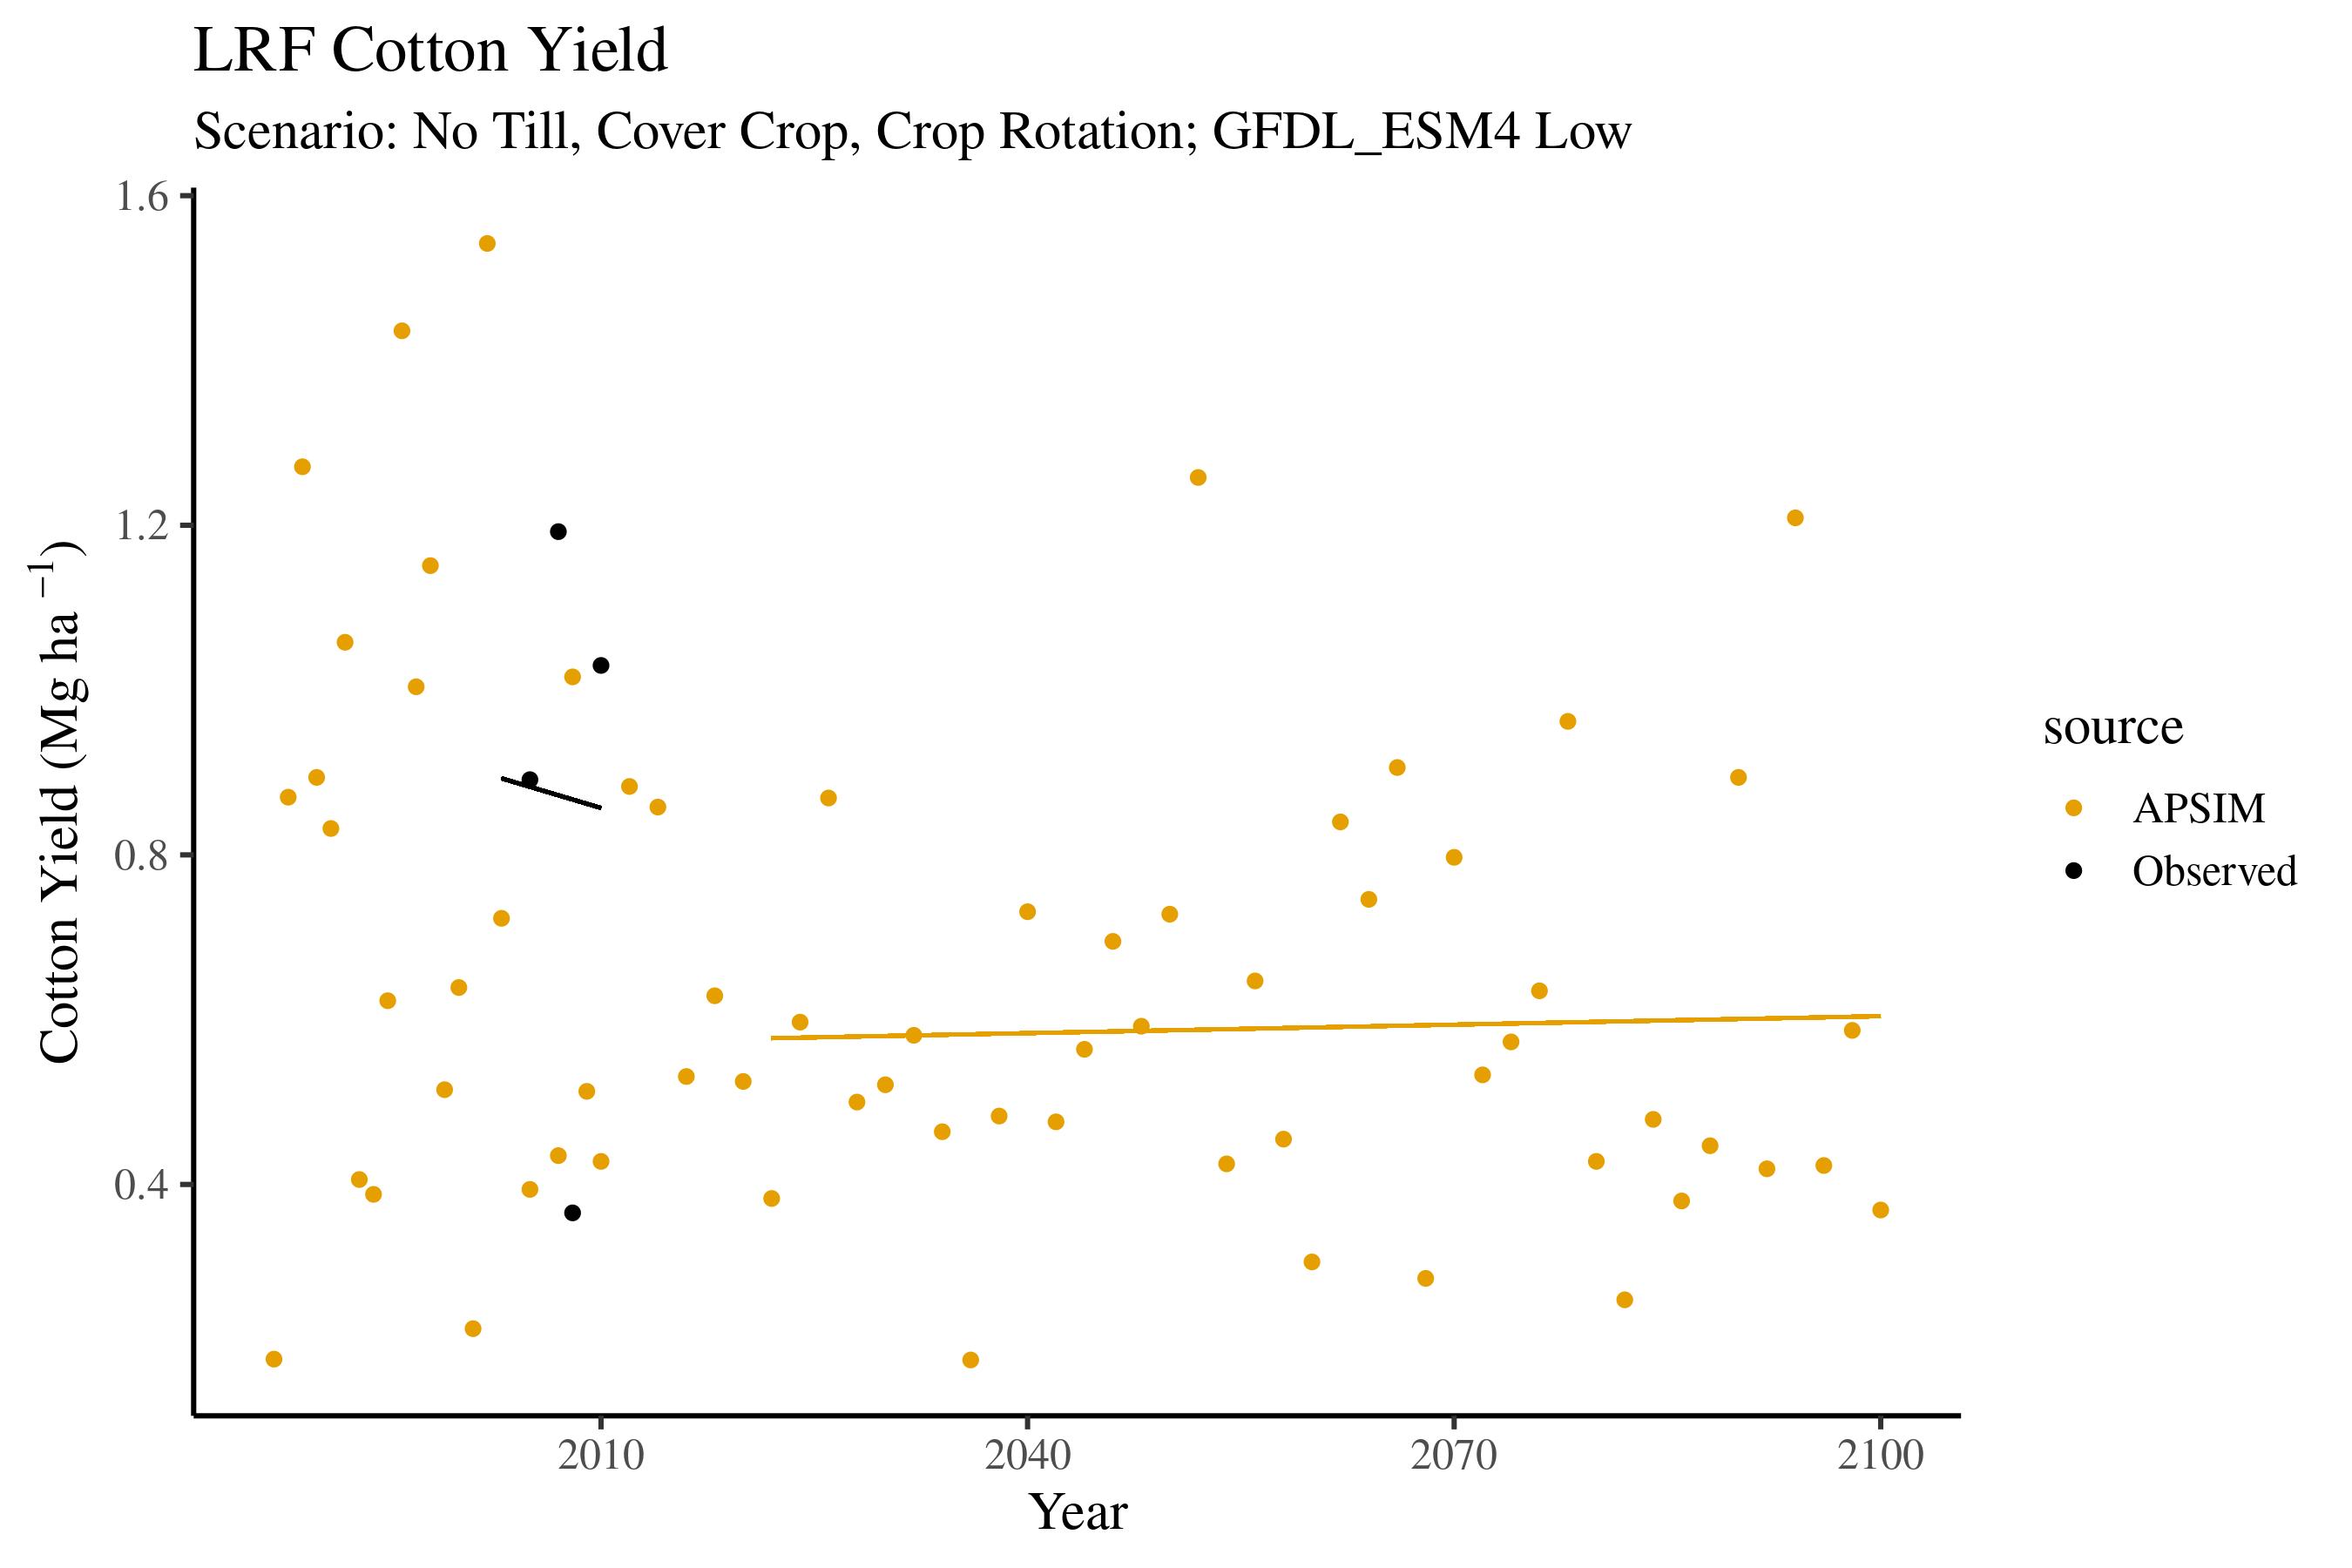 LRF Cotton Yield
Scenario: No Till, Cover Crop, Crop Rotation; GFDL_ESM4 Low
1.6
1.2
0.8
0.4
Cotton Yield (Mg ha −1)
2010 2040 2070 2100
Year
source
APSIM
Observed